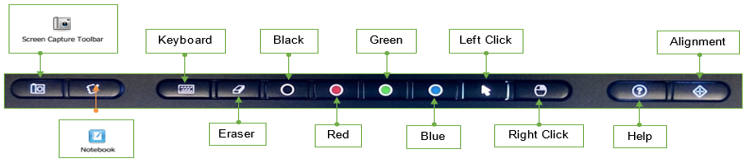 Screen Capture Toolbar
Keyboard
Black
Green
Left Click
Alignment
Notebook
Eraser
Red
Blue
Right Click
Help